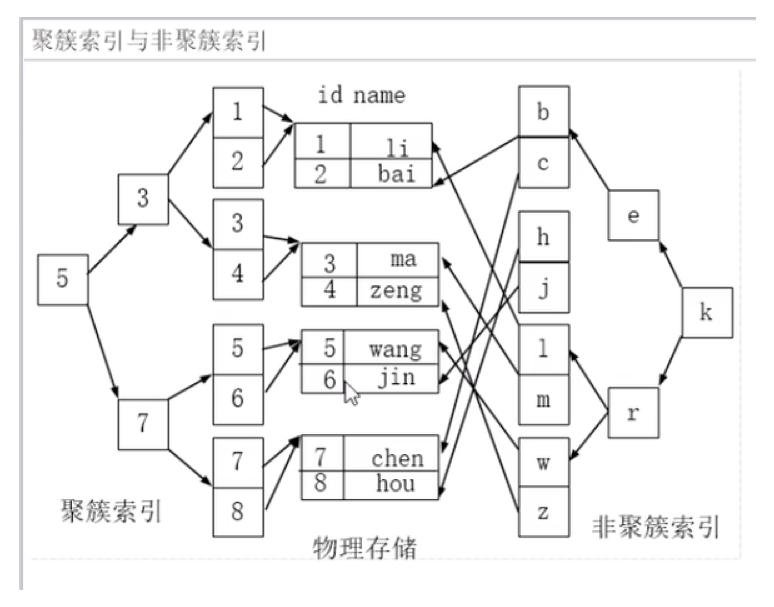 聚簇索引与非聚簇索引
id name
1 li
2 bai
3 ma
4 zeng
5 wang
6 jin
7 chen
8 hou
5
3
7
1
2
3
4
5
6
7
8
b
c
h
j
l
m
w
z
e
r
k
聚簇索引
物理存储
非聚簇索引